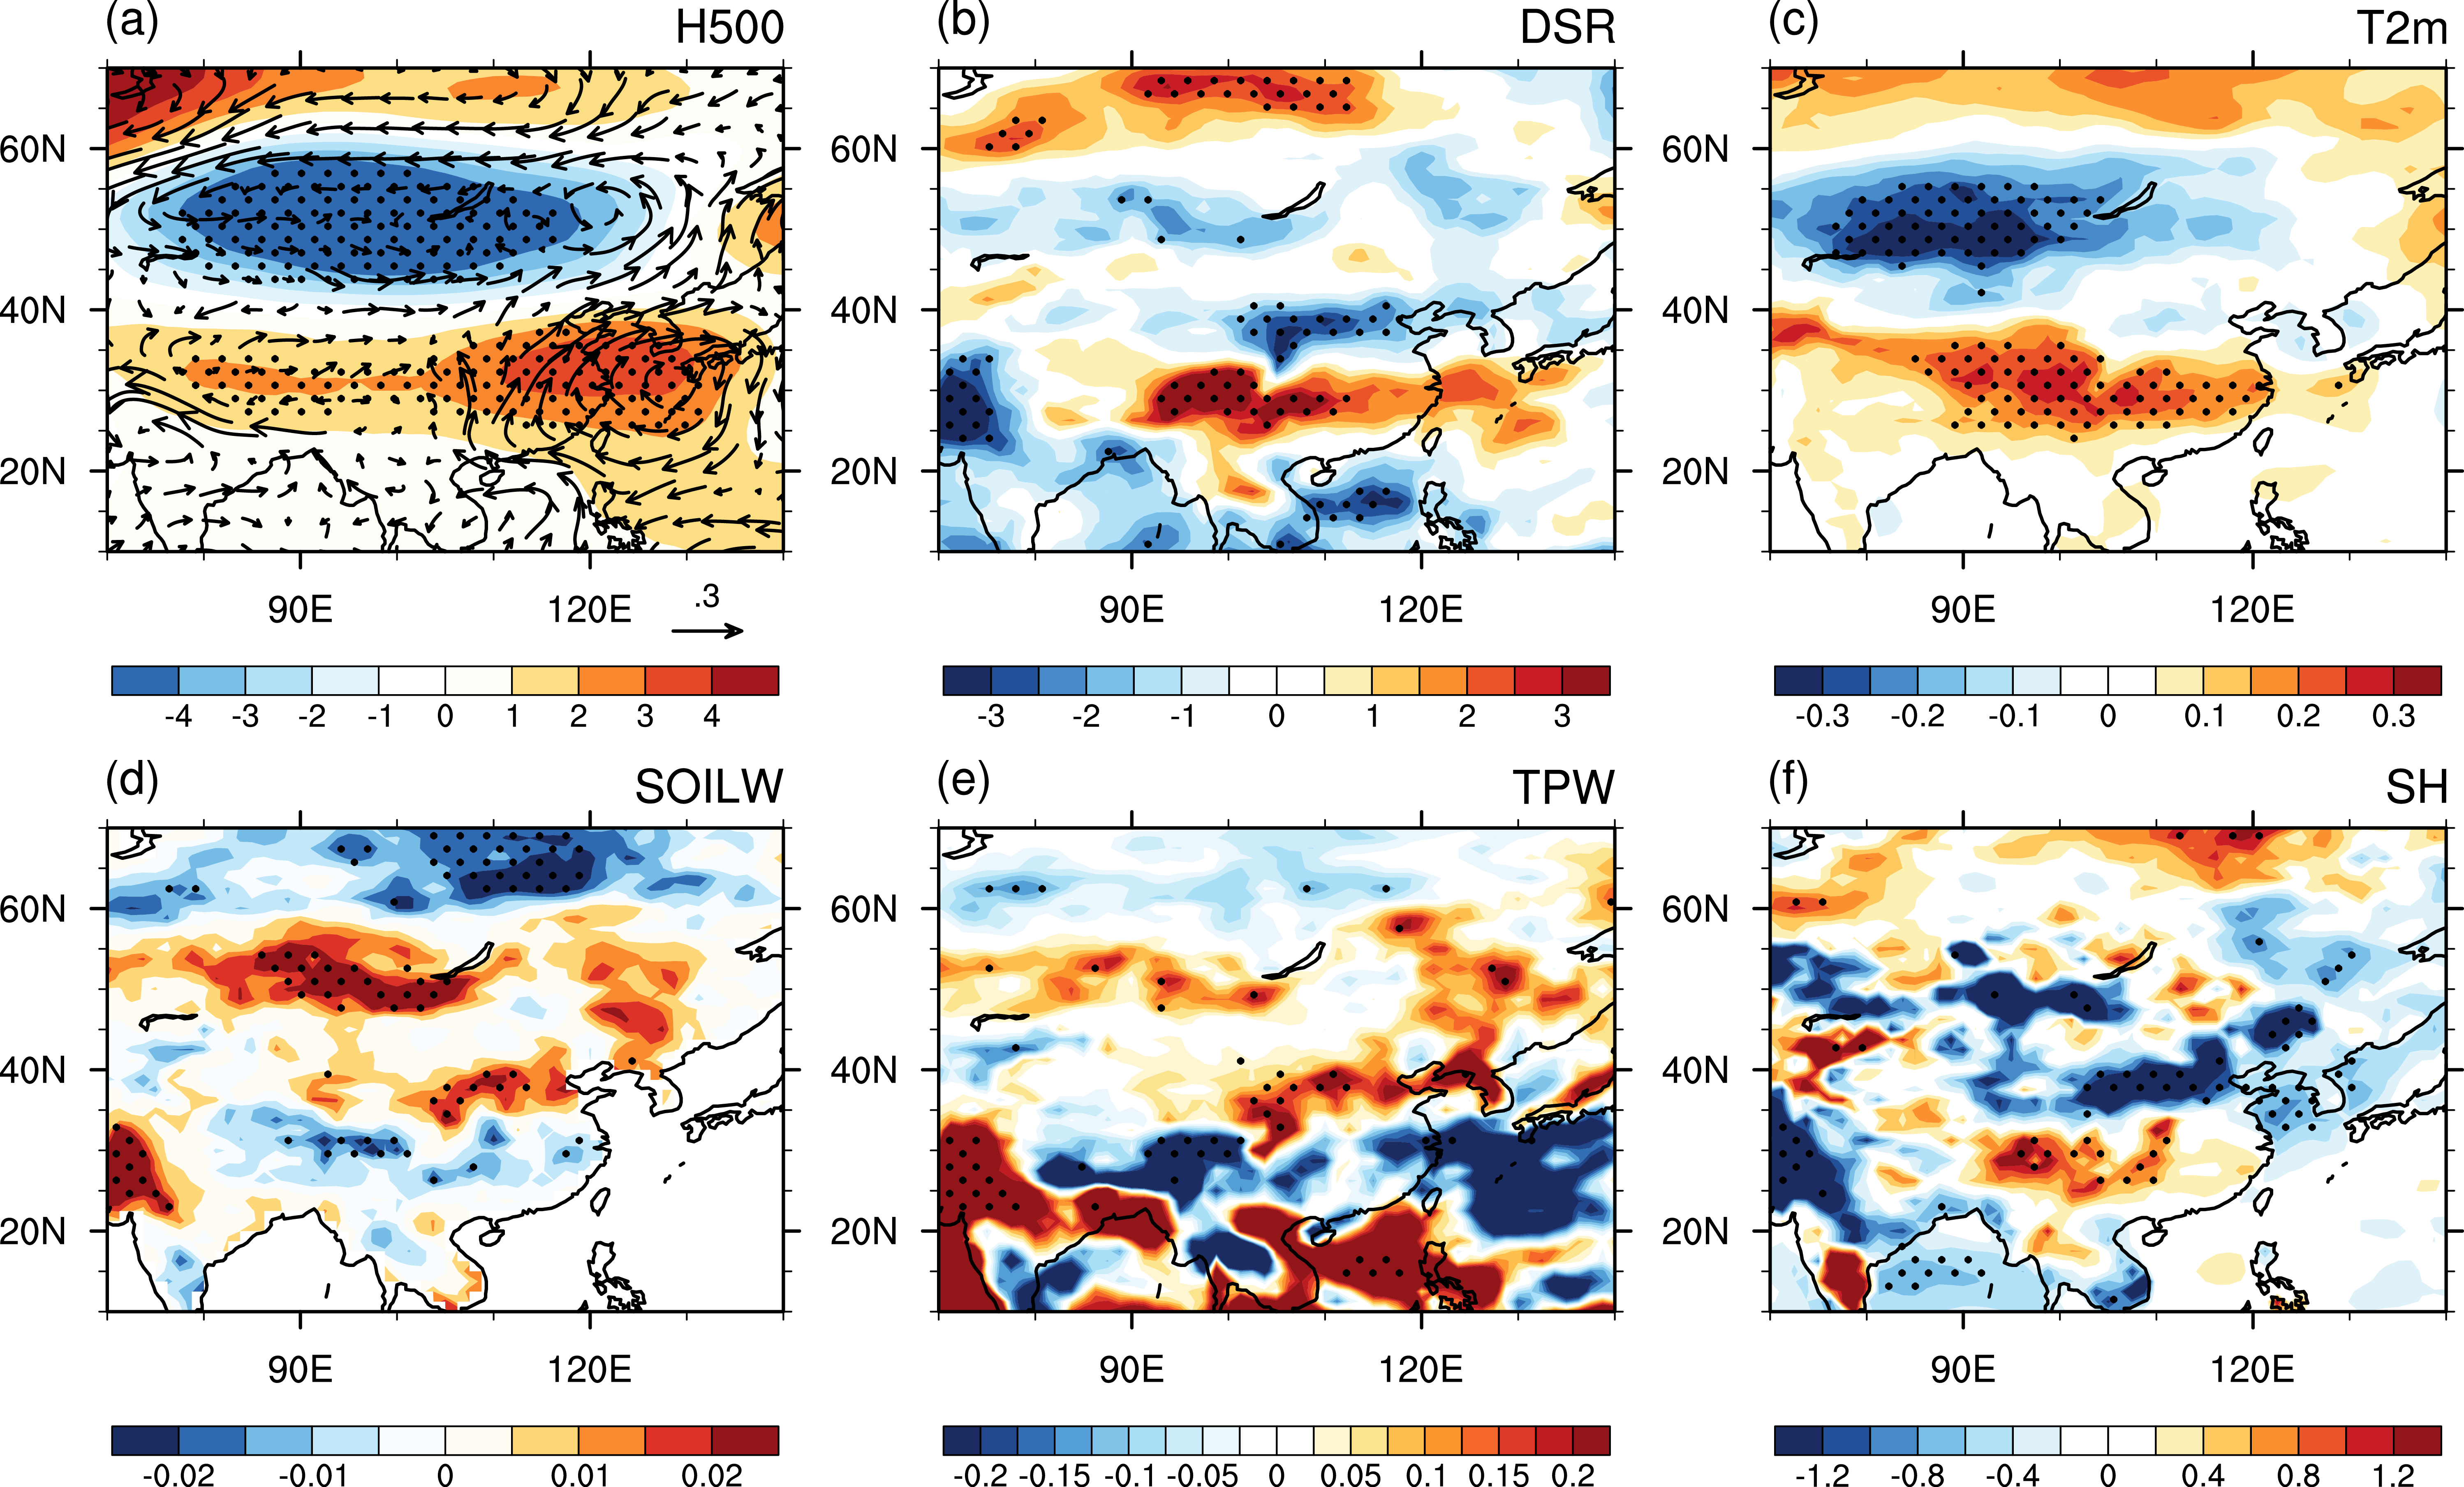 (a) H500
(b) DSR
(c) T2m
60N 60N 60N
40N 40N 40N
20N 20N 20N
90E 120E 90E 120E 90E 120E
.3
-4 -3 -2 -1 0 1 2 3 4
-3 -2 -1 0 1 2 3
-0.3 -0.2 -0.1 0 0.1 0.2 0.3
(d) SOILW
(e) TPW
(f) SH
60N 60N 60N
40N 40N 40N
20N 20N 20N
90E 120E 90E 120E 90E 120E
-0.02 -0.01 0 0.01 0.02
-0.2 -0.15 -0.1 -0.05 0 0.05 0.1 0.15 0.2
-1.2 -0.8 -0.4 0 0.4 0.8 1.2